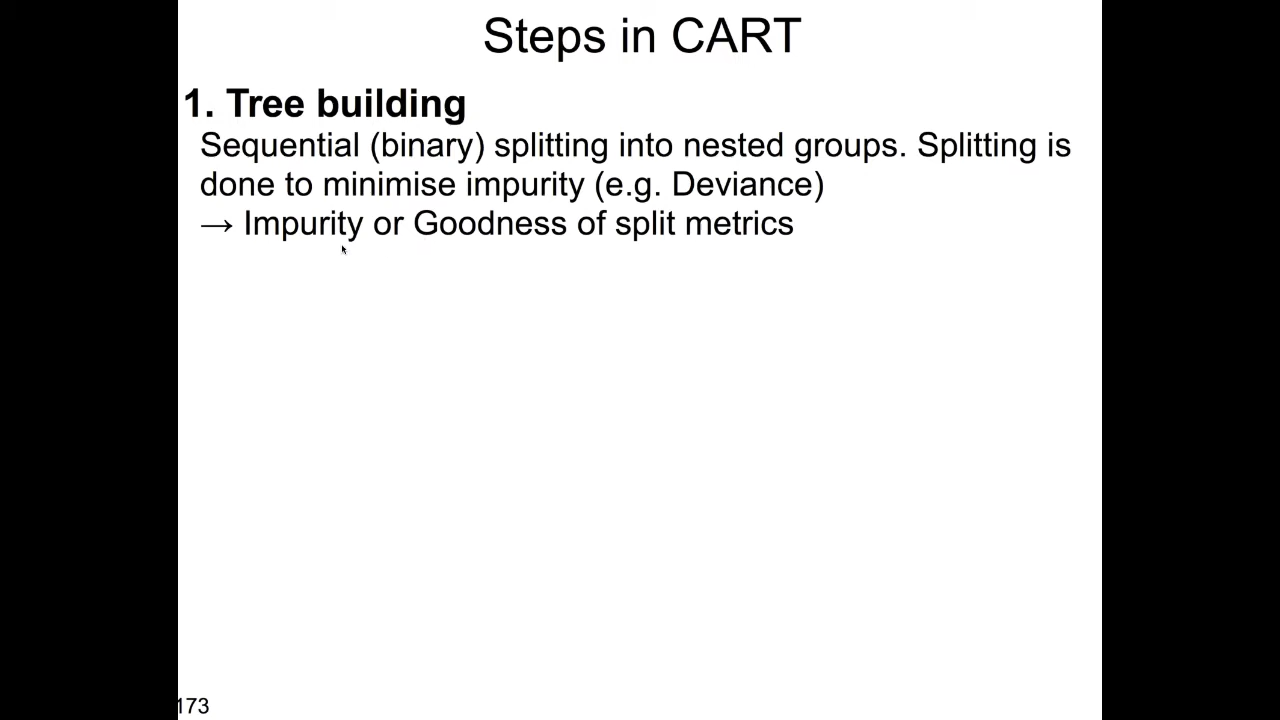 Steps in CART
1. Tree building
Sequential (binary) splitting into nested groups. Splitting is
done to minimise impurity (e.g. Deviance)
→ Impurity or Goodness of split metrics
173